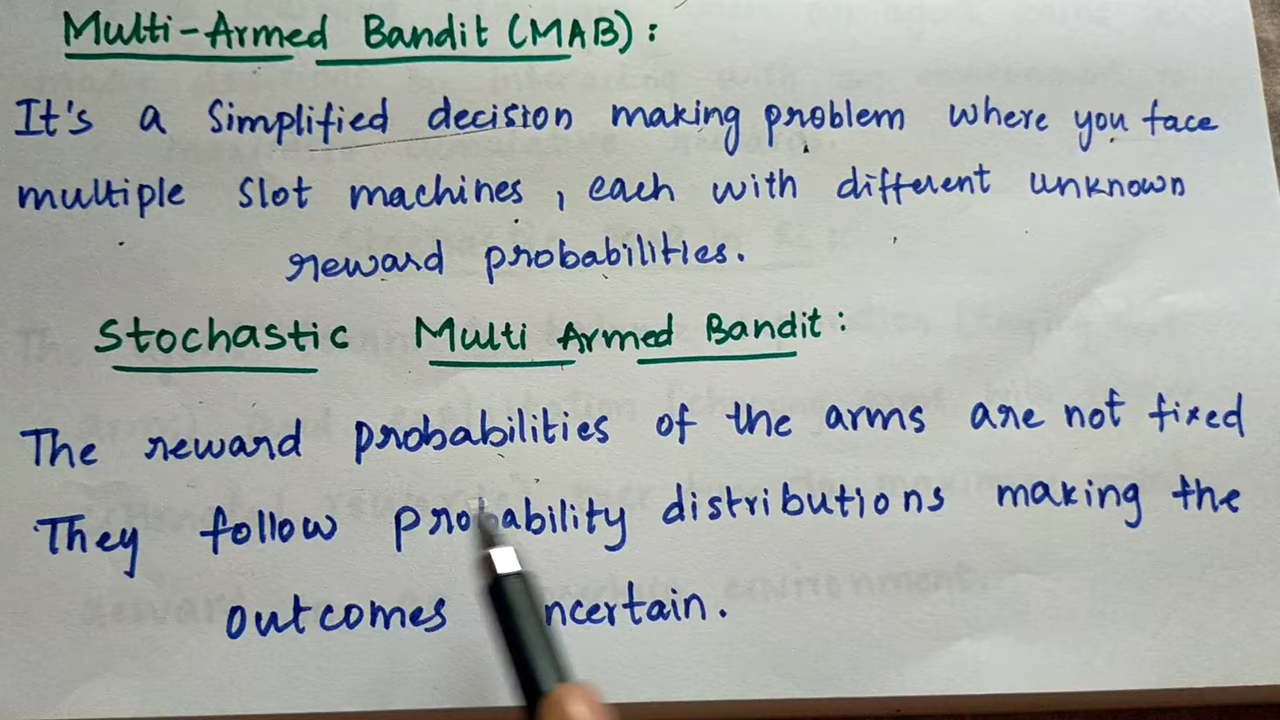 Multi-Armed Bandit (MAB):
It's a simplified decision making problem where you face
multiple slot machines, each with different unknown
reward probabilities.
Stochastic Multi Armed Bandit:
The reward probabilities of the arms are not fixed
They follow probability distributions making the
outcomes ncertain.